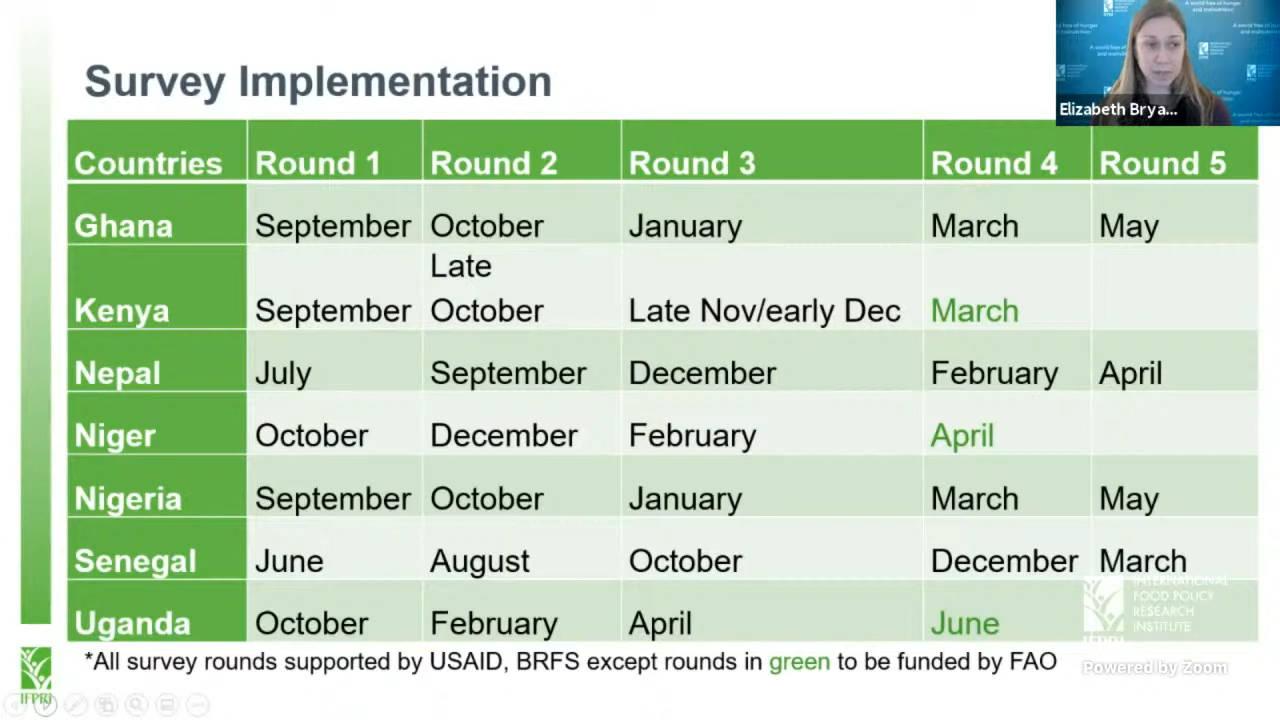 Survey Implementation
Elizabeth Brya...
Countries Round 1 Round 2 Round 3 Round 4 Round 5
Ghana September October January March May
Kenya September Late October Late Nov/early Dec March
Nepal July September December February April
Niger October December February April
Nigeria September October January March May
Senegal June August October December March
Uganda October February April June
*All survey rounds supported by USAID, BRFS except rounds in green to be funded by FAO
INTERNATIONAL
FOOD POLICY
RESEARCH
INSTITUTE
IFPRI
Powered by Zoom
IFPRI